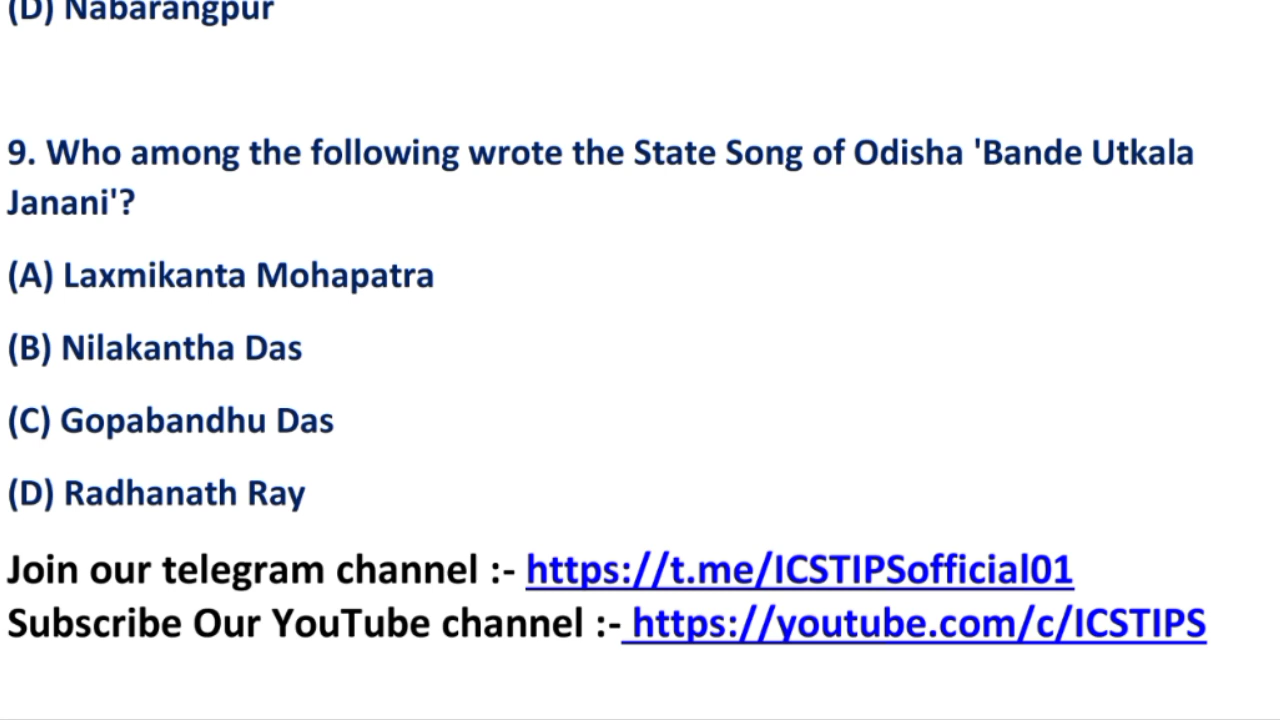 (D) Nabarangpur
9. Who among the following wrote the State Song of Odisha 'Bande Utkala
Janani'?
(A) Laxmikanta Mohapatra
(B) Nilakantha Das
(C) Gopabandhu Das
(D) Radhanath Ray
Join our telegram channel :- https://t.me/ICSTIPSofficial01
Subscribe Our YouTube channel :- https://youtube.com/c/ICSTIPS